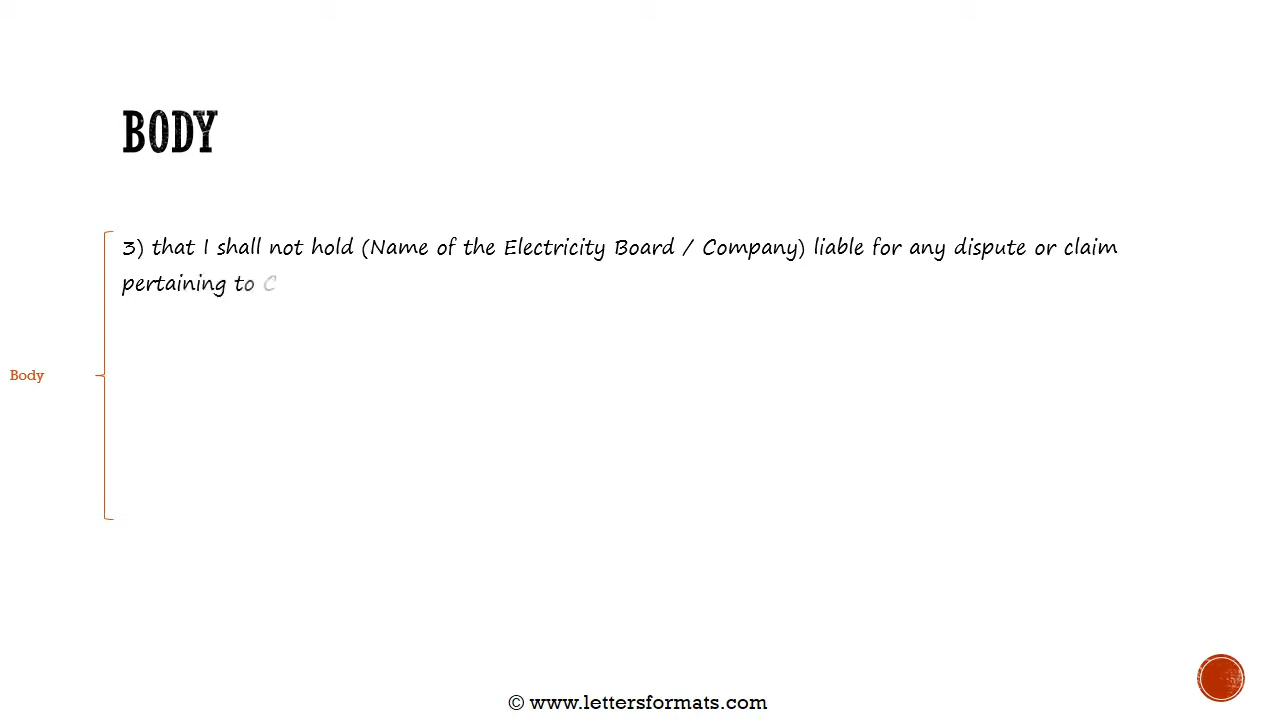 BODY
3) that I shall not hold (Name of the Electricity Board / Company) liable for any dispute or claim
pertaining to C
Body
© www.lettersformats.com